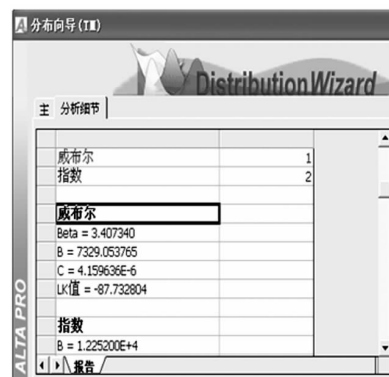 分布向导(TM)
DistributionWizard
主 分析细节
威布尔 1
指数 2
威布尔
Beta = 3.407340
B = 7329.053765
C = 4.159636E-6
LK值 = -87.732804
指数
B = 1.225200E+4
报告
ALTA PRO